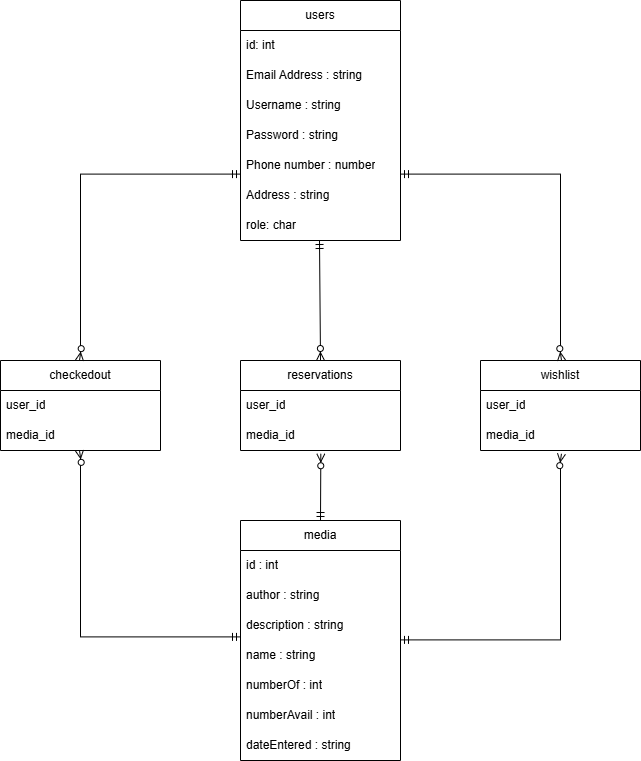 users
id: int
Email Address : string
Username : string
Password : string
Phone number : number
Address : string
role: char
checkedout
user_id
media_id
reservations
user_id
media_id
wishlist
user_id
media_id
media
id : int
author : string
description : string
name : string
numberOf : int
numberAvail : int
dateEntered : string